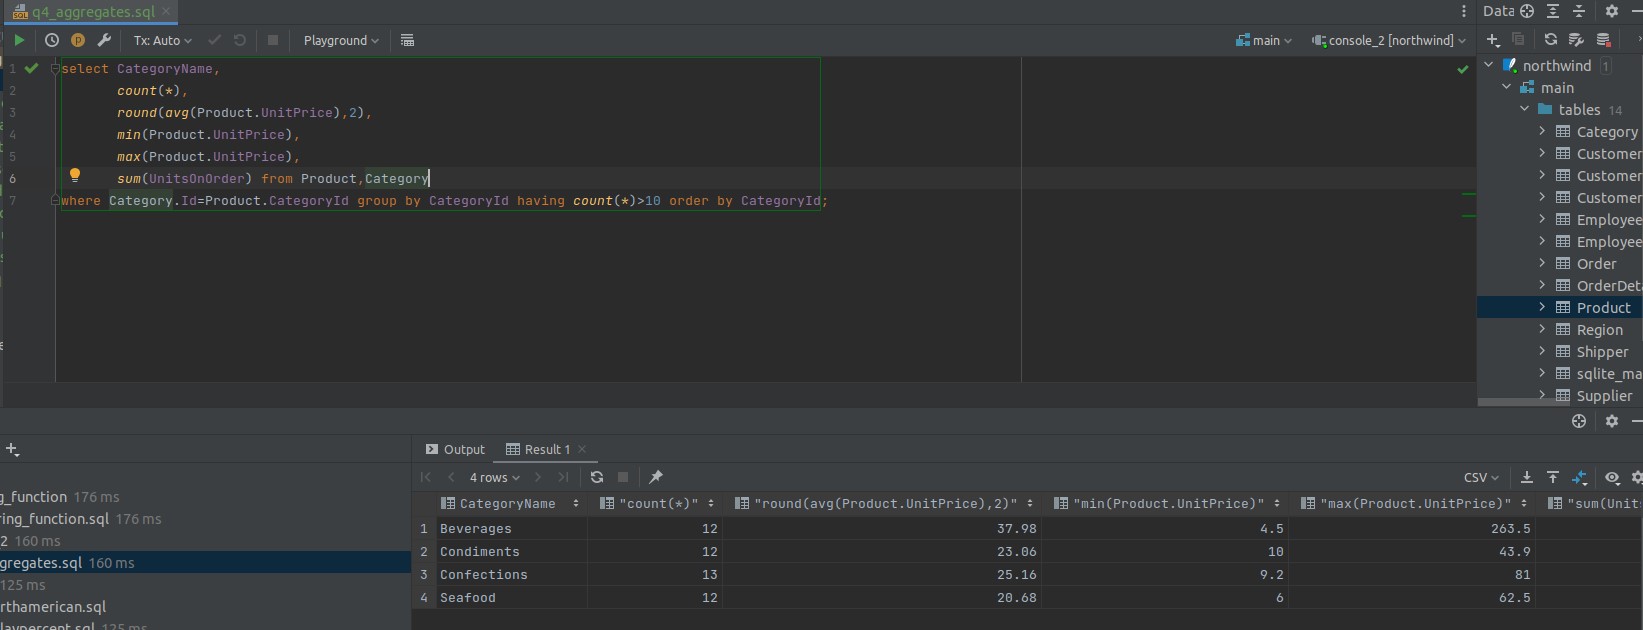 q4_aggregates.sql
Data
Tx: Auto
Playground
main
console_2 [northwind]
1 select CategoryName,
2 count(*),
3 round(avg(Product.UnitPrice),2),
4 min(Product.UnitPrice),
5 max(Product.UnitPrice),
6 sum(UnitsOnOrder) from Product,Category
7 where Category.Id=Product.CategoryId group by CategoryId having count(*)>10 order by CategoryId;
northwind 1
main
tables 14
Category
Customer
Customer
Customer
Employee
Employee
Order
OrderDeta
Product
Region
Shipper
sqlite_ma
Supplier
Output
Result 1
4 rows
CSV
g_function 176 ms
ring_function.sql 176 ms
2 160 ms
gregates.sql 160 ms
125 ms
rthamerican.sql
laypercent.sql 125 ms
CategoryName "count(*)" "round(avg(Product.UnitPrice),2)" "min(Product.UnitPrice)" "max(Product.UnitPrice)" "sum(Units
1 Beverages 12 37.98 4.5 263.5
2 Condiments 12 23.06 10 43.9
3 Confections 13 25.16 9.2 81
4 Seafood 12 20.68 6 62.5